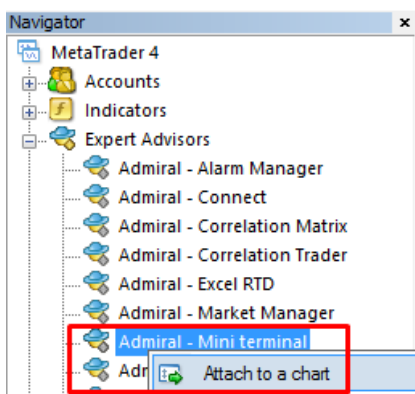 Navigator x
MetaTrader 4
Accounts
Indicators
Expert Advisors
Admiral - Alarm Manager
Admiral - Connect
Admiral - Correlation Matrix
Admiral - Correlation Trader
Admiral - Excel RTD
Admiral - Market Manager
Admiral - Mini terminal
Adr Attach to a chart